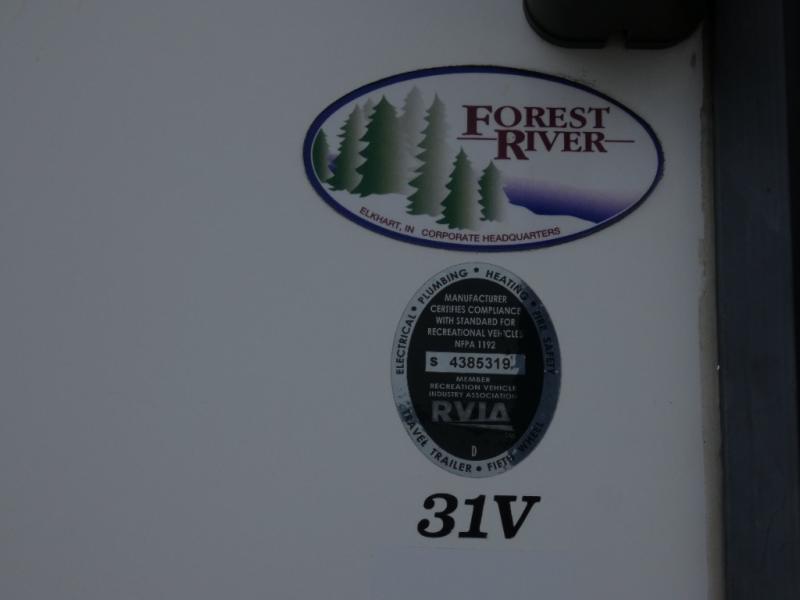 FOREST
RIVER
ELKHART, IN CORPORATE HEADQUARTERS
ELECTRICAL • PLUMBING • HEATING • FIRE SAFETY
MANUFACTURER
CERTIFIES COMPLIANCE
WITH STANDARD FOR
RECREATIONAL VEHICLES
NFPA 1192
S 4385319
MEMBER
RECREATION VEHICLE
INDUSTRY ASSOCIATION
RVIA
D
TRAVEL TRAILER • FIFTH WHEEL
31V